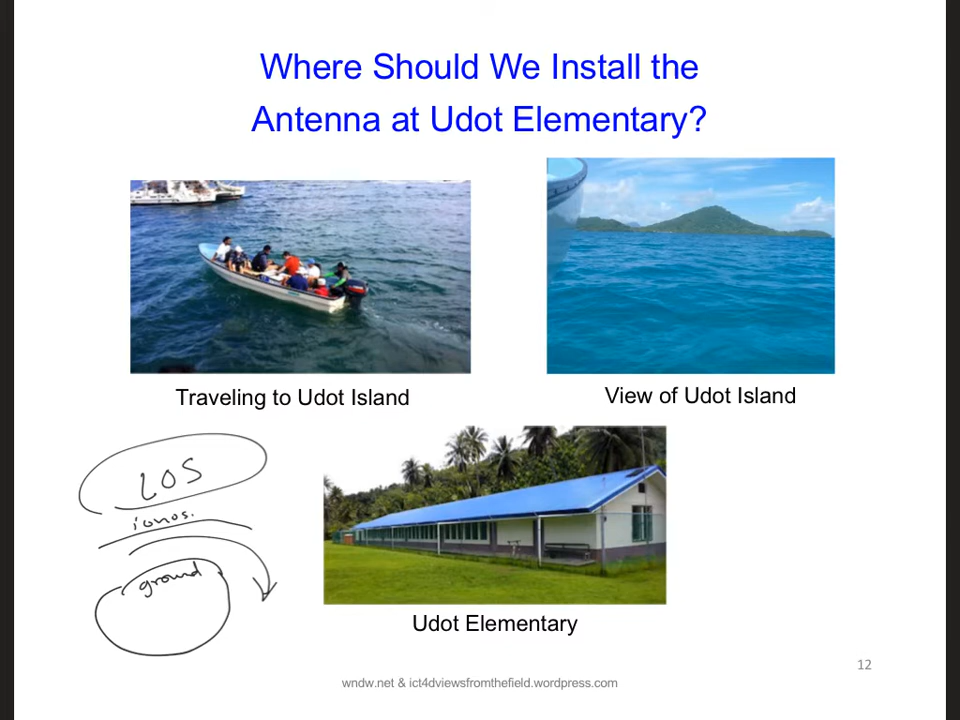 Where Should We Install the
Antenna at Udot Elementary?
Traveling to Udot Island
View of Udot Island
LOS
ionos.
ground
Udot Elementary
12
wndw.net & ict4dviewsfromthefield.wordpress.com